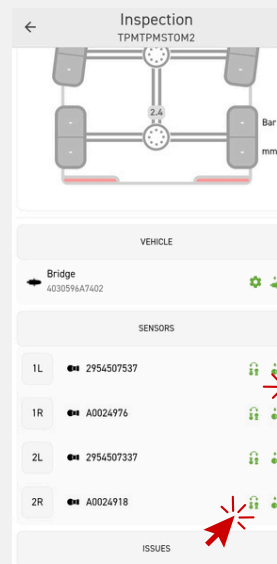 Inspection
TPMTPMSTOM2
2.4
Bar
mm
VEHICLE
Bridge
4030596A7402
SENSORS
1L 2954507537
1R A0024976
2L 2954507337
2R A0024918
ISSUES